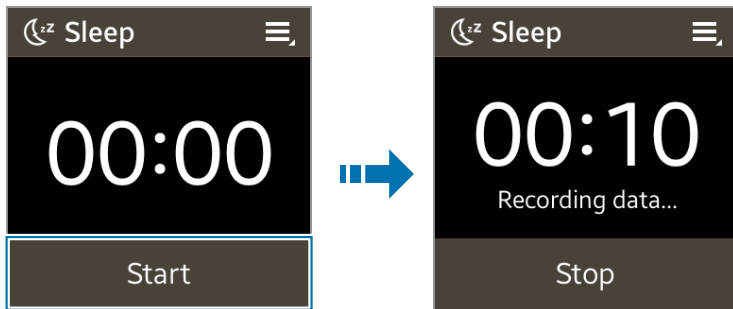 Sleep
00:00
Start
Sleep
00:10
Recording data...
Stop